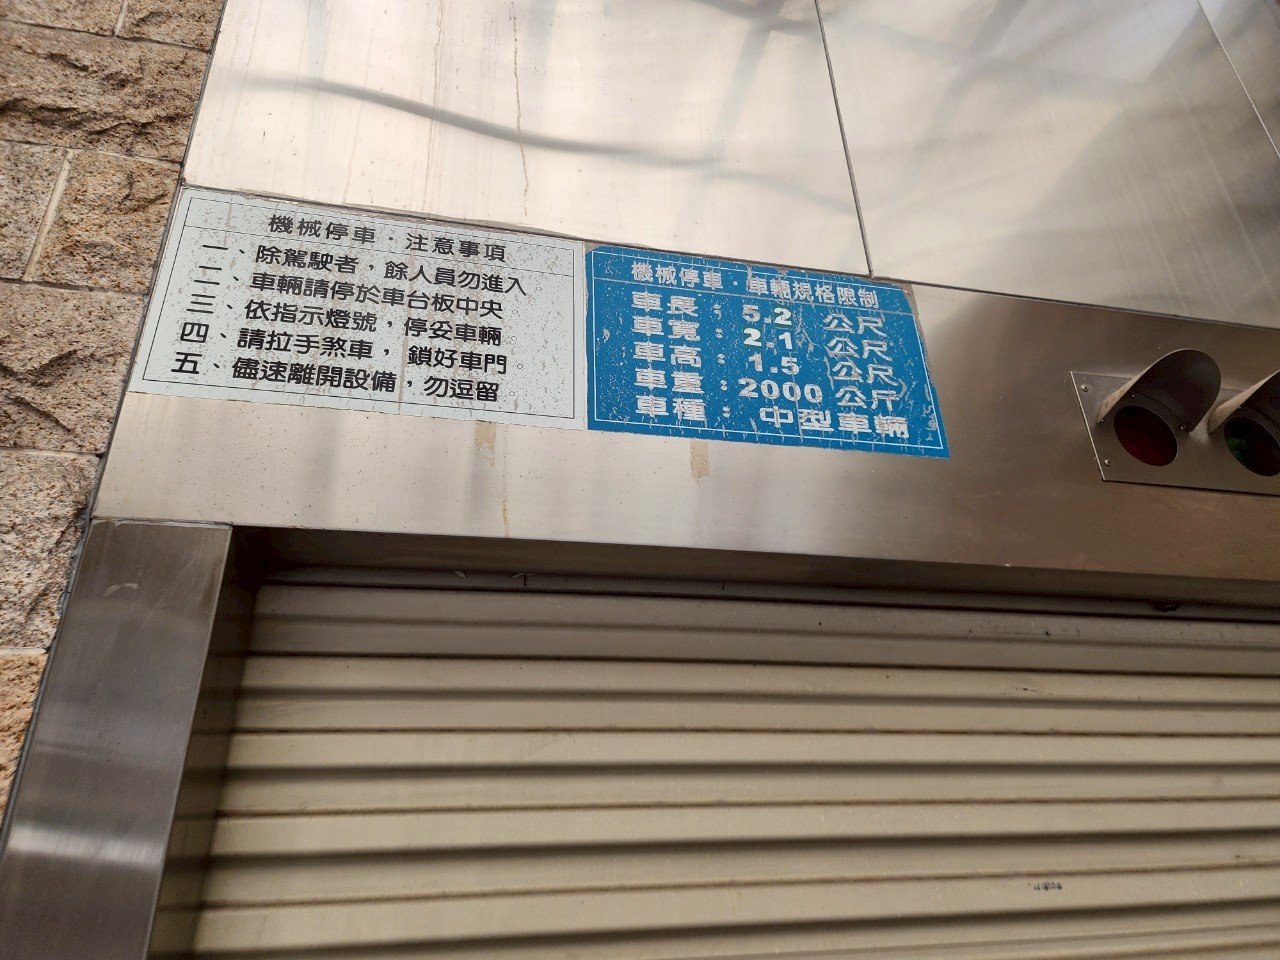 機械停車・注意事項
一、除駕駛者，餘人員勿進入。
二、車輛請停於車台板中央。
三、依指示燈號，停妥車輛。
四、請拉手煞車，鎖好車門。
五、儘速離開設備，勿逗留。
機械停車・車輛規格限制
車長：5.2 公尺
車寬：2.1 公尺
車高：1.5 公尺
車重：2000 公斤
車種：中型車輛